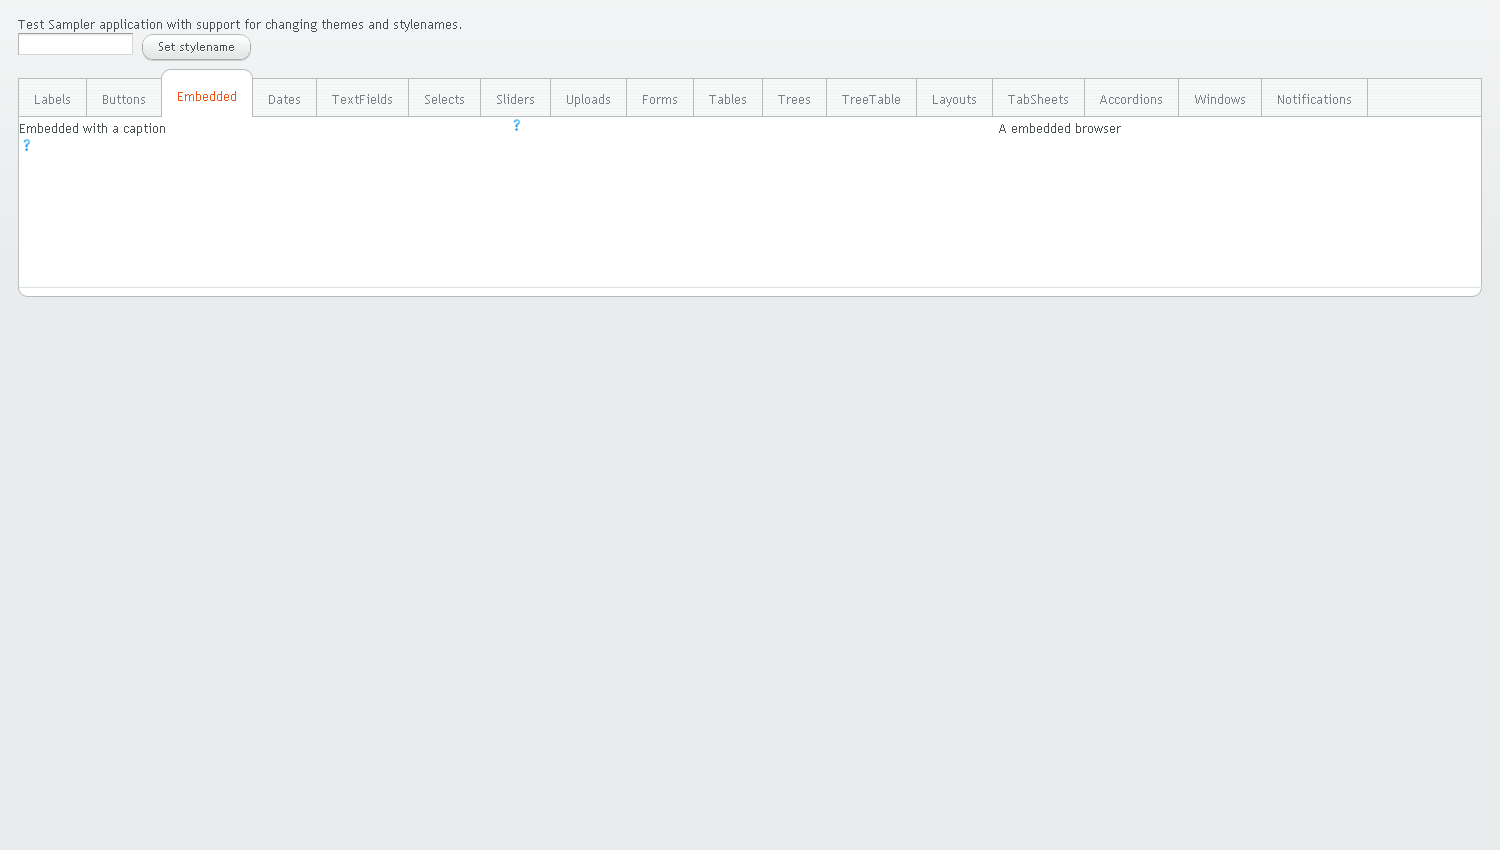 Test Sampler application with support for changing themes and stylenames.
Set stylename
Labels Buttons Embedded Dates TextFields Selects Sliders Uploads Forms Tables Trees TreeTable Layouts TabSheets Accordions Windows Notifications
Embedded with a caption ? A embedded browser
?